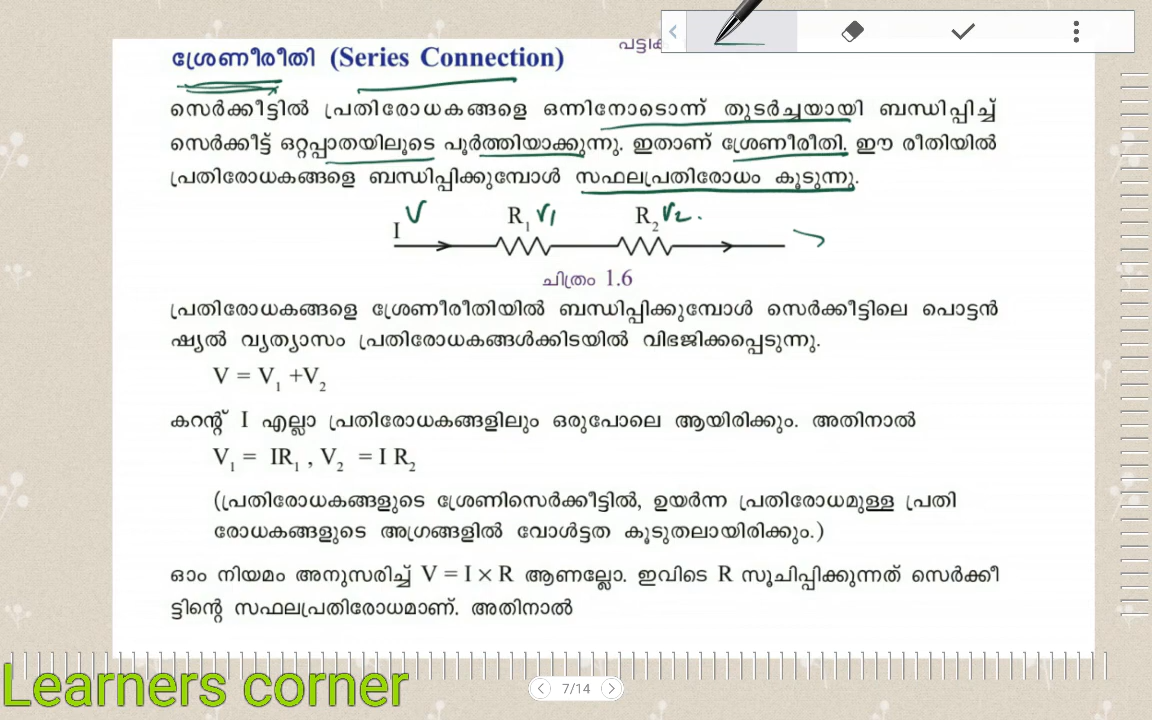 ശ്രേണീരീതി (Series Connection)
സെർക്കീട്ടിൽ പ്രതിരോധകങ്ങളെ ഒന്നിനോടൊന്ന് തുടർച്ചയായി ബന്ധിപ്പിച്ച്
സെർക്കീട്ട് ഒറ്റപ്പാതയിലൂടെ പൂർത്തിയാക്കുന്നു. ഇതാണ് ശ്രേണീരീതി. ഈ രീതിയിൽ
പ്രതിരോധകങ്ങളെ ബന്ധിപ്പിക്കുമ്പോൾ സഫലപ്രതിരോധം കൂടുന്നു.
I V R₁ V1 R₂ V2.
ചിത്രം 1.6
പ്രതിരോധകങ്ങളെ ശ്രേണീരീതിയിൽ ബന്ധിപ്പിക്കുമ്പോൾ സെർക്കീട്ടിലെ പൊട്ടൻ
ഷ്യൽ വ്യത്യാസം പ്രതിരോധകങ്ങൾക്കിടയിൽ വിഭജിക്കപ്പെടുന്നു.
V = V₁ +V₂
കറന്റ് I എല്ലാ പ്രതിരോധകങ്ങളിലും ഒരുപോലെ ആയിരിക്കും. അതിനാൽ
V₁ = IR₁ , V₂ = I R₂
(പ്രതിരോധകങ്ങളുടെ ശ്രേണിസെർക്കീട്ടിൽ, ഉയർന്ന പ്രതിരോധമുള്ള പ്രതി
രോധകങ്ങളുടെ അഗ്രങ്ങളിൽ വോൾട്ടത കൂടുതലായിരിക്കും.)
ഓം നിയമം അനുസരിച്ച് V = I × R ആണല്ലോ. ഇവിടെ R സൂചിപ്പിക്കുന്നത് സെർക്കീ
ട്ടിന്റെ സഫലപ്രതിരോധമാണ്. അതിനാൽ
Learners corner
7/14